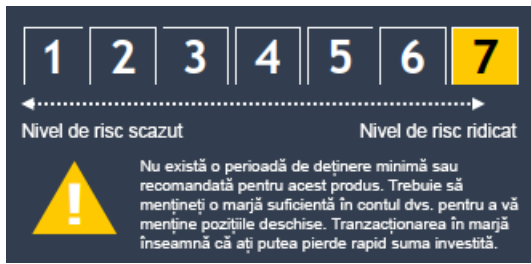 1 2 3 4 5 6 7
Nivel de risc scazut Nivel de risc ridicat
Nu există o perioadă de deținere minimă sau
recomandată pentru acest produs. Trebuie să
mențineți o marjă suficientă în contul dvs. pentru a vă
menține pozițiile deschise. Tranzacționarea în marjă
înseamnă că ați putea pierde rapid suma investită.